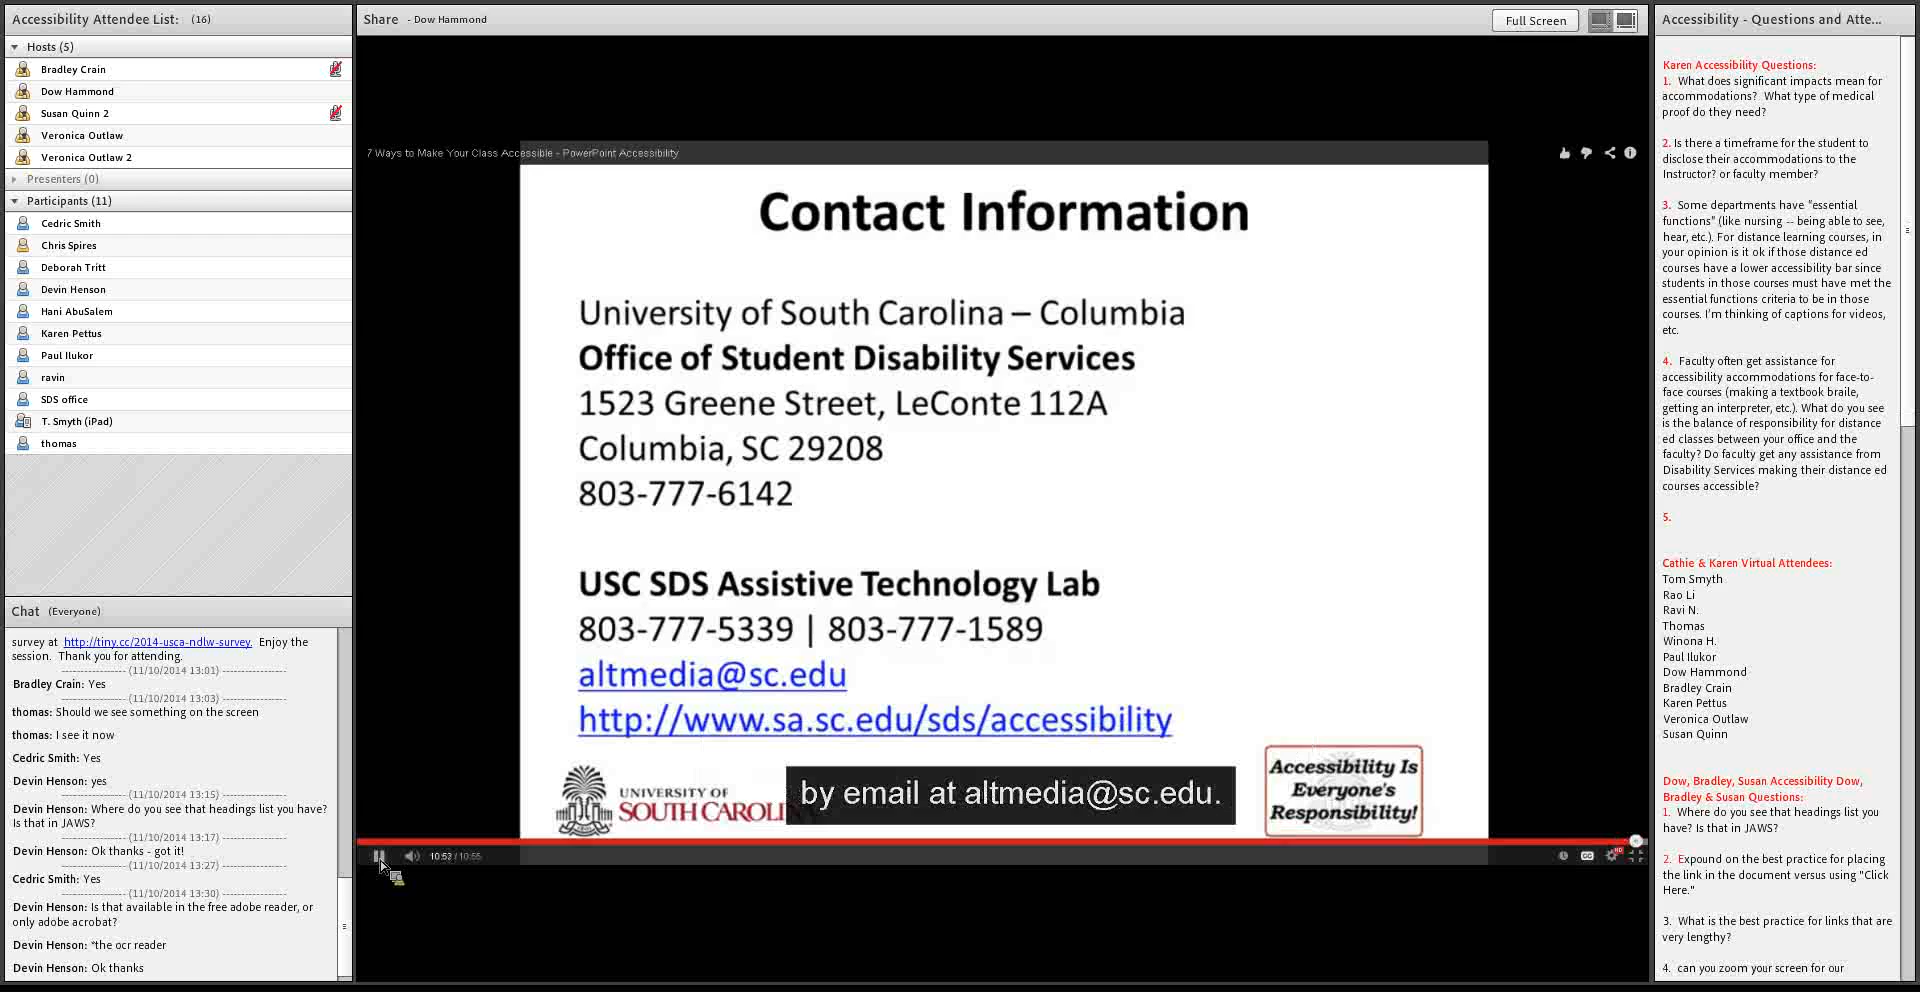 Accessibility Attendee List: (16)
Hosts (5)
Bradley Crain
Dow Hammond
Susan Quinn 2
Veronica Outlaw
Veronica Outlaw 2
Presenters (0)
Participants (11)
Cedric Smith
Chris Spires
Deborah Tritt
Devin Henson
Hani AbuSalem
Karen Pettus
Paul Ilukor
ravin
SDS office
T. Smyth (iPad)
thomas
Chat (Everyone)
survey at http://tiny.cc/2014-usca-ndlw-survey. Enjoy the
session. Thank you for attending.
------------------ (11/10/2014 13:01) ------------------
Bradley Crain: Yes
------------------ (11/10/2014 13:03) ------------------
thomas: Should we see something on the screen
thomas: I see it now
Cedric Smith: Yes
Devin Henson: yes
------------------ (11/10/2014 13:15) ------------------
Devin Henson: Where do you see that headings list you have?
Is that in JAWS?
------------------ (11/10/2014 13:17) ------------------
Devin Henson: Ok thanks - got it!
------------------ (11/10/2014 13:27) ------------------
Cedric Smith: Yes
------------------ (11/10/2014 13:30) ------------------
Devin Henson: Is that available in the free adobe reader, or
only adobe acrobat?
Devin Henson: *the ocr reader
Devin Henson: Ok thanks
Share - Dow Hammond
Full Screen
7 Ways to Make Your Class Accessible - PowerPoint Accessibility
Contact Information
University of South Carolina – Columbia
Office of Student Disability Services
1523 Greene Street, LeConte 112A
Columbia, SC 29208
803-777-6142
USC SDS Assistive Technology Lab
803-777-5339 | 803-777-1589
altmedia@sc.edu
http://www.sa.sc.edu/sds/accessibility
UNIVERSITY OF
SOUTH CAROLI
by email at altmedia@sc.edu.
Accessibility Is
Everyone's
Responsibility!
10:53 / 10:55
CC
HD
Accessibility - Questions and Atte...
Karen Accessibility Questions:
1. What does significant impacts mean for
accommodations? What type of medical
proof do they need?
2. Is there a timeframe for the student to
disclose their accommodations to the
Instructor? or faculty member?
3. Some departments have "essential
functions" (like nursing -- being able to see,
hear, etc.). For distance learning courses, in
your opinion is it ok if those distance ed
courses have a lower accessibility bar since
students in those courses must have met the
essential functions criteria to be in those
courses. I'm thinking of captions for videos,
etc.
4. Faculty often get assistance for
accessibility accommodations for face-to-
face courses (making a textbook braile,
getting an interpreter, etc.). What do you see
is the balance of responsibility for distance
ed classes between your office and the
faculty? Do faculty get any assistance from
Disability Services making their distance ed
courses accessible?
5.
Cathie & Karen Virtual Attendees:
Tom Smyth
Rao Li
Ravi N.
Thomas
Winona H.
Paul Ilukor
Dow Hammond
Bradley Crain
Karen Pettus
Veronica Outlaw
Susan Quinn
Dow, Bradley, Susan Accessibility Dow,
Bradley & Susan Questions:
1. Where do you see that headings list you
have? Is that in JAWS?
2. Expound on the best practice for placing
the link in the document versus using "Click
Here."
3. What is the best practice for links that are
very lengthy?
4. can you zoom your screen for our